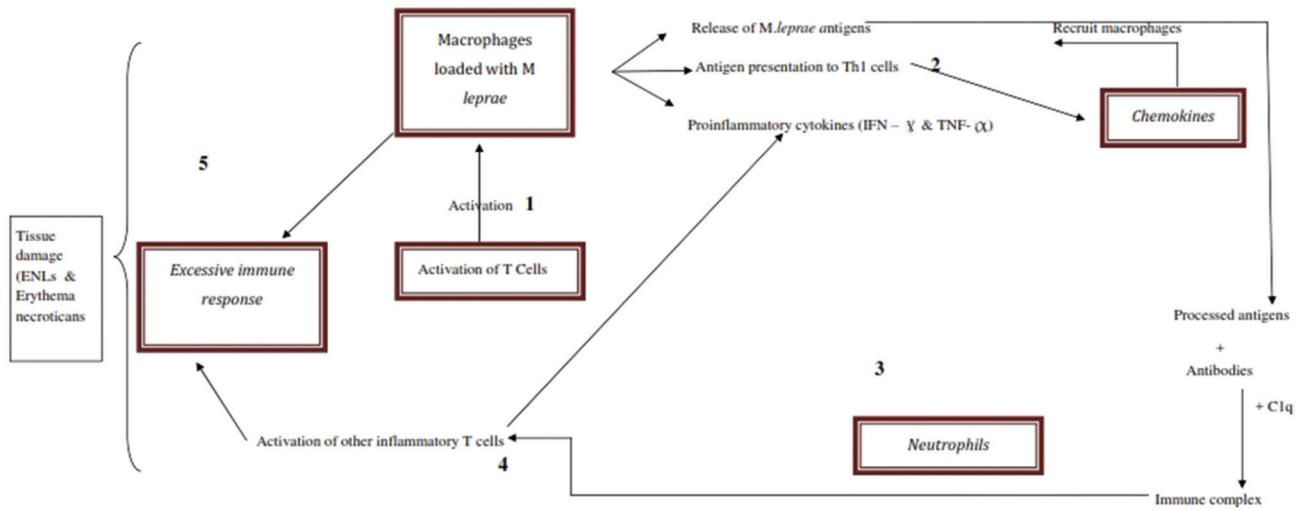 Macrophages
loaded with M
leprae
Release of M.leprae antigens
Recruit macrophages
Antigen presentation to Th1 cells
2
Chemokines
Proinflammatory cytokines (IFN – ɣ & TNF- α)
5
Activation 1
Tissue
damage
(ENLs &
Erythema
necroticans
Excessive immune
response
Activation of T Cells
Processed antigens
+
Antibodies
3
+ C1q
Neutrophils
Activation of other inflammatory T cells
4
Immune complex